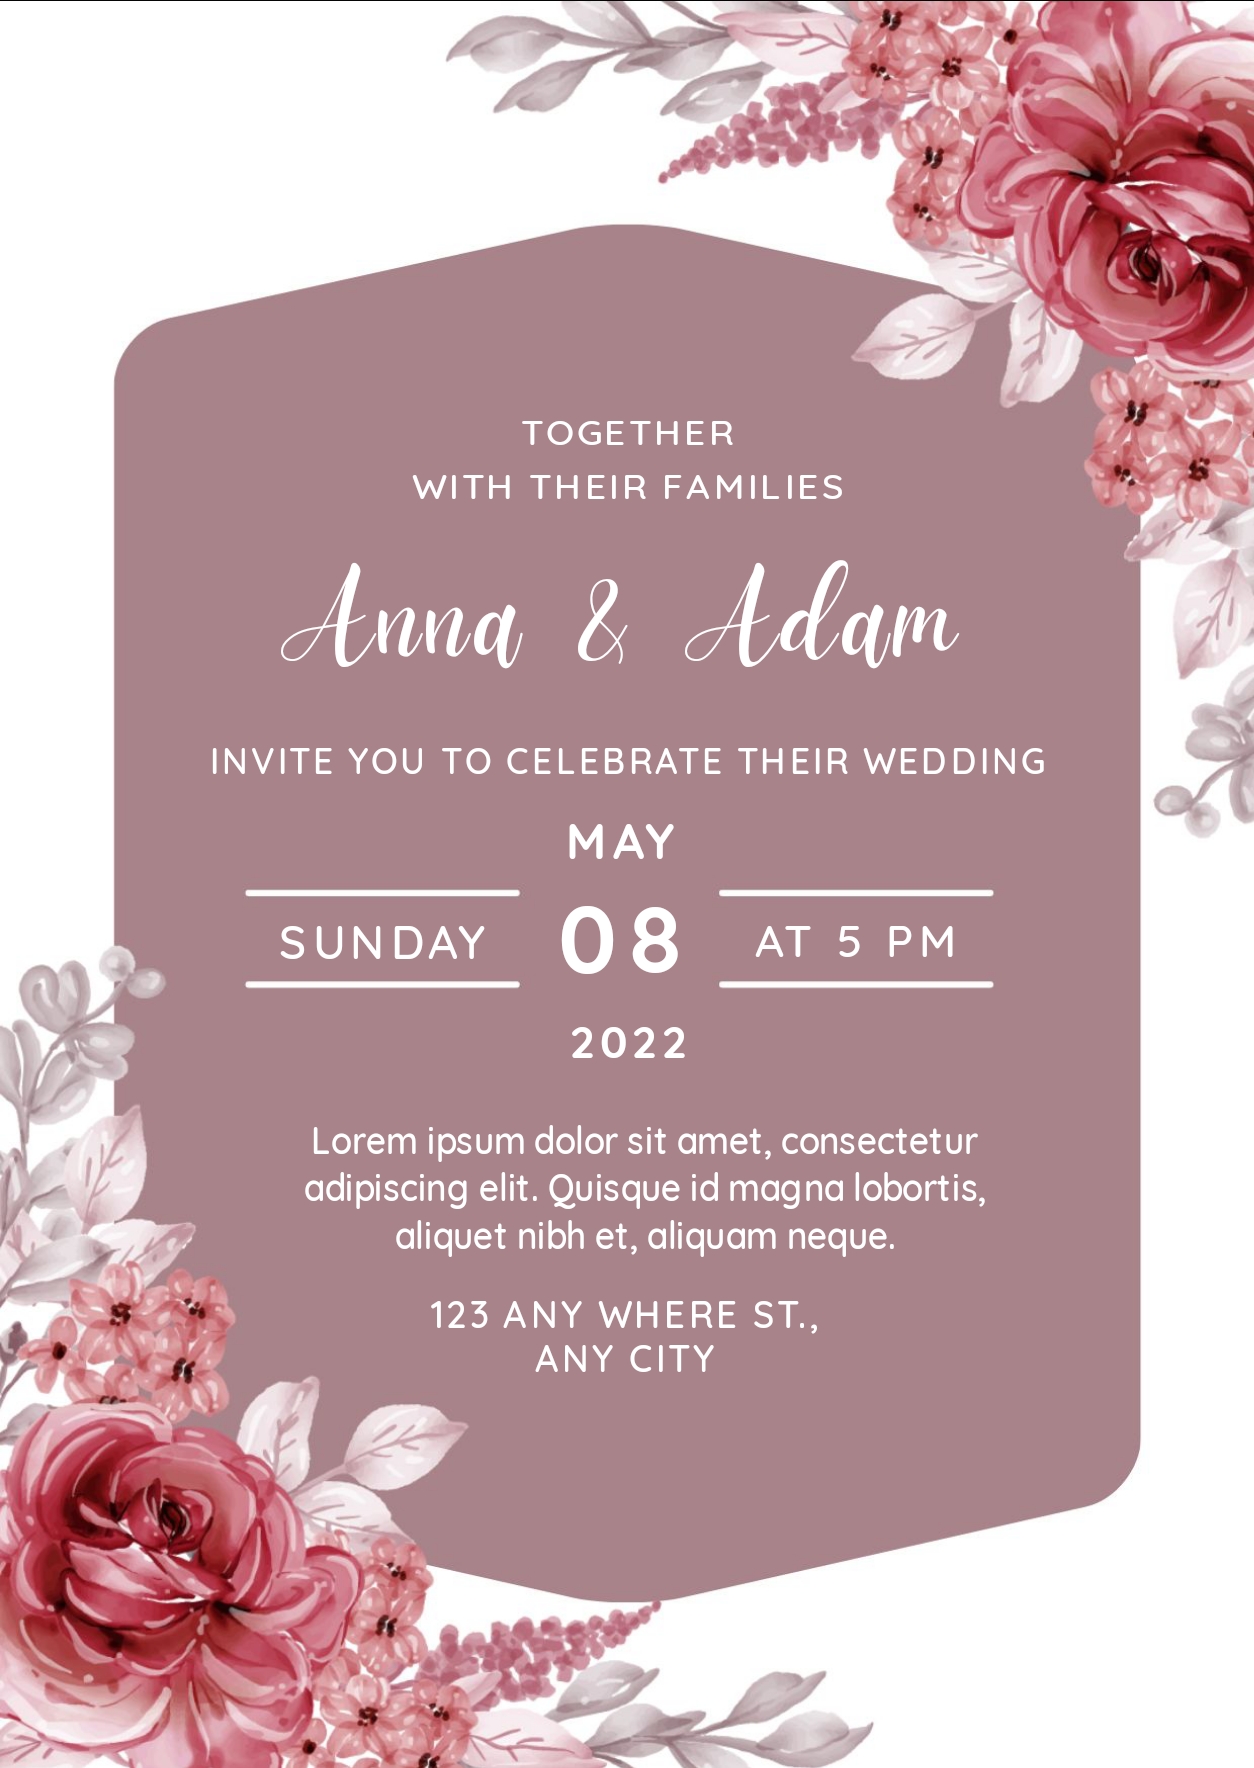 TOGETHER
WITH THEIR FAMILIES
Anna & Adam
INVITE YOU TO CELEBRATE THEIR WEDDING
MAY
SUNDAY 08 AT 5 PM
2022
Lorem ipsum dolor sit amet, consectetur
adipiscing elit. Quisque id magna lobortis,
aliquet nibh et, aliquam neque.
123 ANY WHERE ST.,
ANY CITY